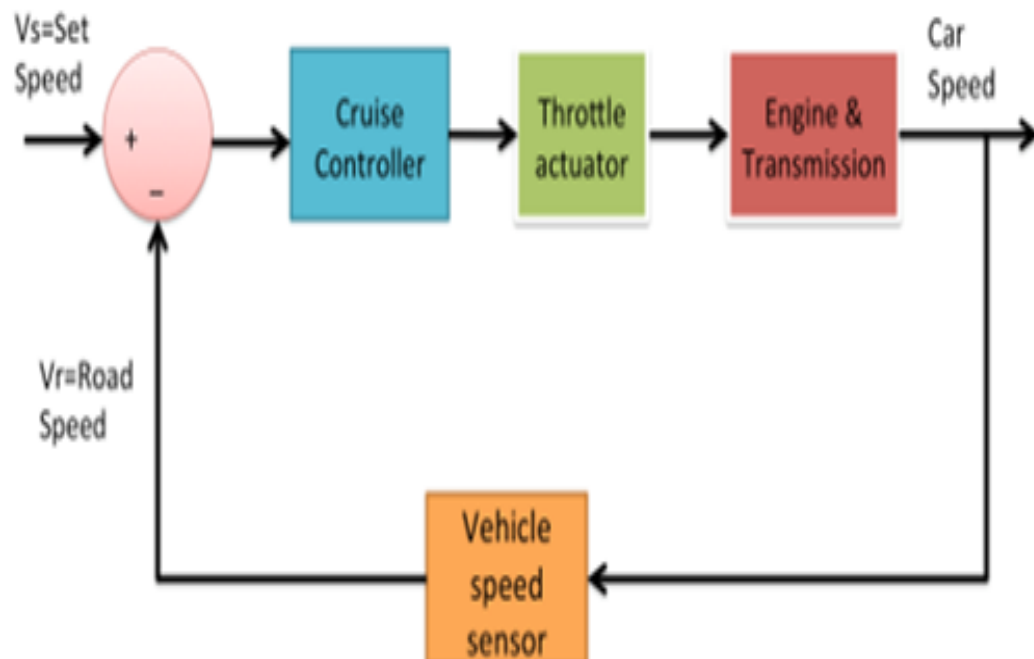 Vs=Set
Speed
+
−
Cruise
Controller
Throttle
actuator
Engine &
Transmission
Car
Speed
Vr=Road
Speed
Vehicle
speed
sensor